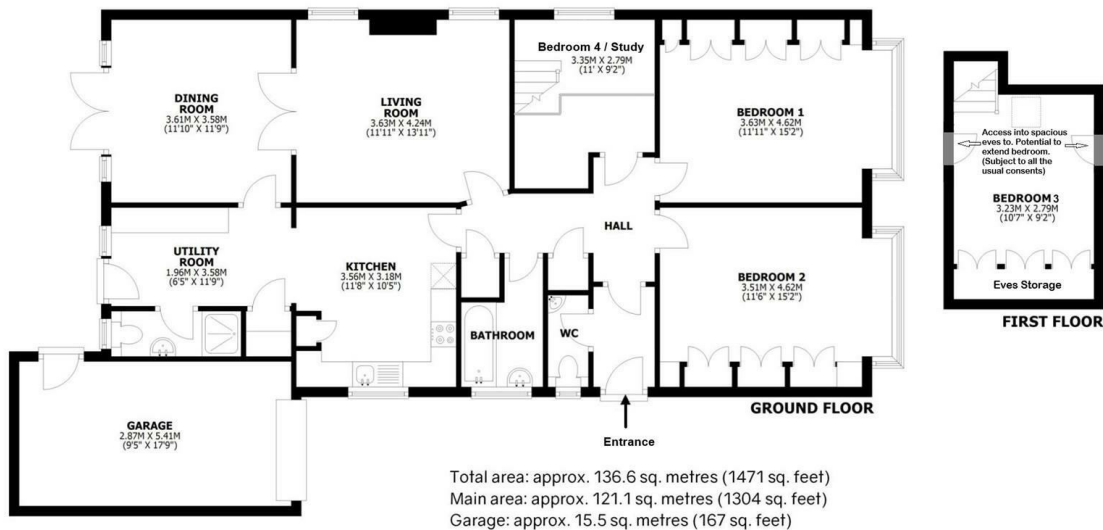 DINING
ROOM
3.61M X 3.58M
(11'10" X 11'9")
LIVING
ROOM
3.63M X 4.24M
(11'11" X 13'11")
Bedroom 4 / Study
3.35M X 2.79M
(11' X 9'2")
BEDROOM 1
3.63M X 4.62M
(11'11" X 15'2")
UTILITY
ROOM
1.96M X 3.58M
(6'5" X 11'9")
KITCHEN
3.56M X 3.18M
(11'8" X 10'5")
HALL
BEDROOM 2
3.51M X 4.62M
(11'6" X 15'2")
BATHROOM
WC
GARAGE
2.87M X 5.41M
(9'5" X 17'9")
Entrance
GROUND FLOOR
Access into spacious
eves to. Potential to
extend bedroom.
(Subject to all the
usual consents)
BEDROOM 3
3.23M X 2.79M
(10'7" X 9'2")
Eves Storage
FIRST FLOOR
Total area: approx. 136.6 sq. metres (1471 sq. feet)
Main area: approx. 121.1 sq. metres (1304 sq. feet)
Garage: approx. 15.5 sq. metres (167 sq. feet)